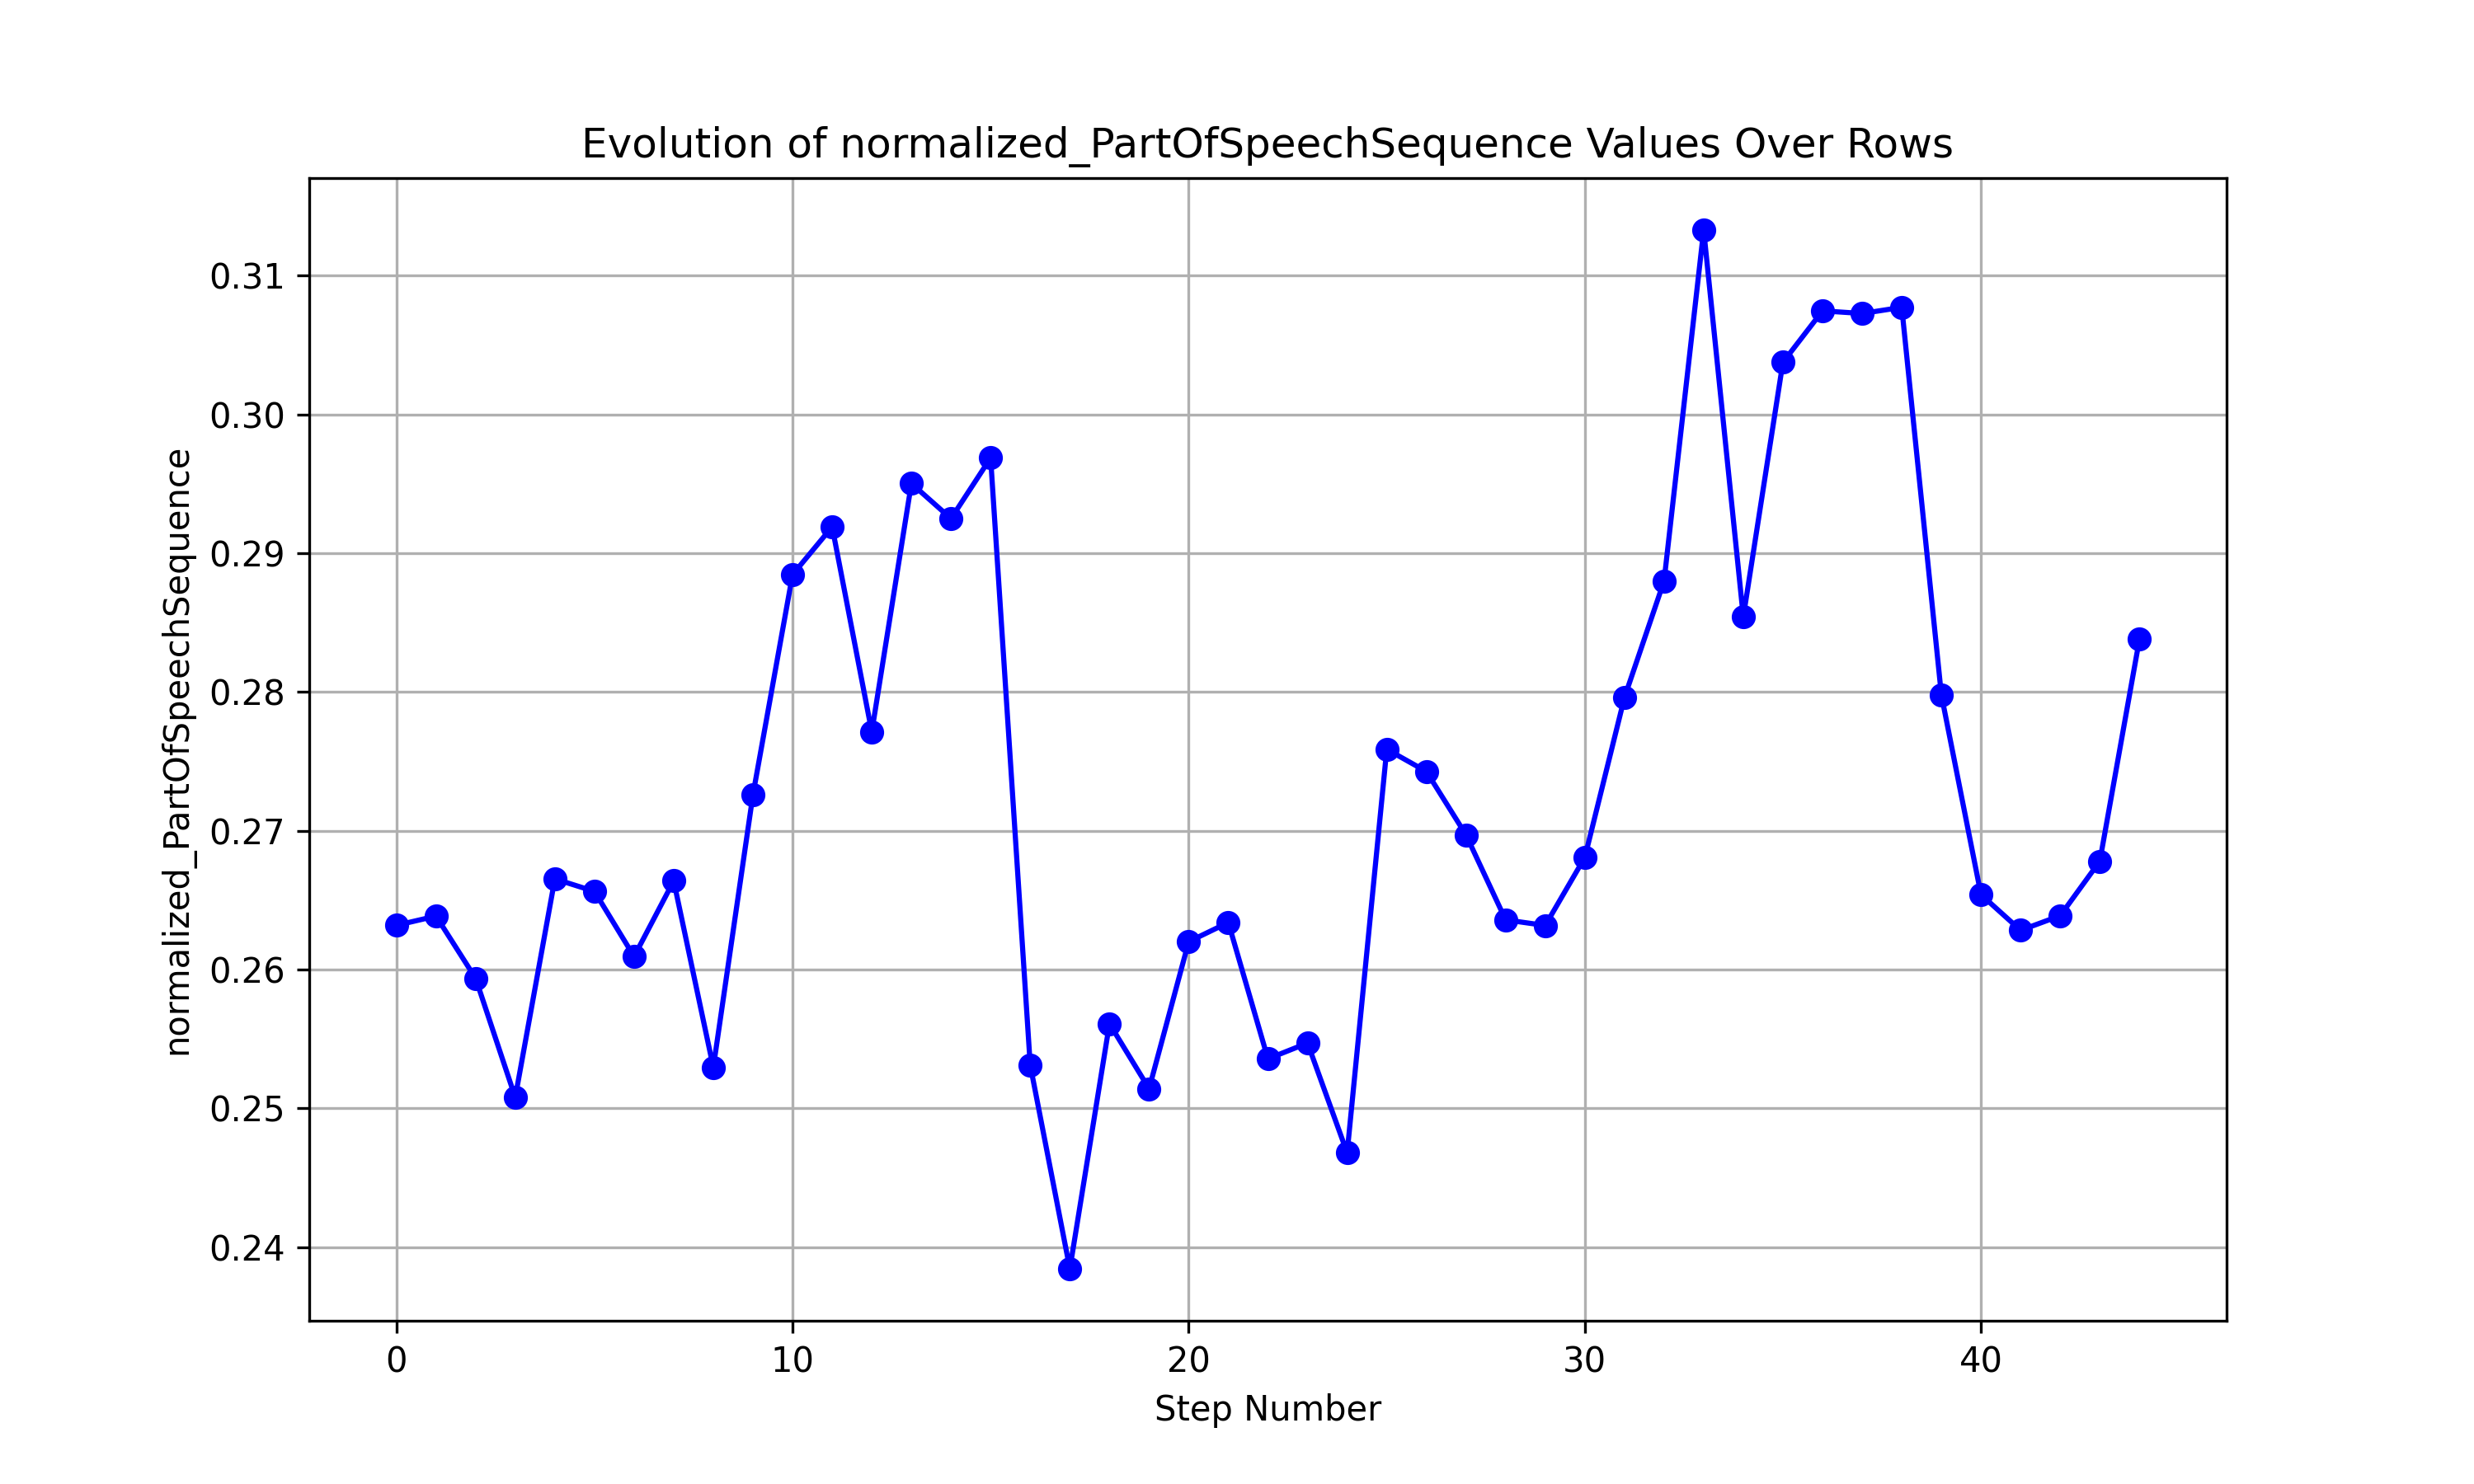 Evolution of normalized_PartOfSpeechSequence Values Over Rows
normalized_PartOfSpeechSequence
0.31
0.30
0.29
0.28
0.27
0.26
0.25
0.24
0 10 20 30 40
Step Number